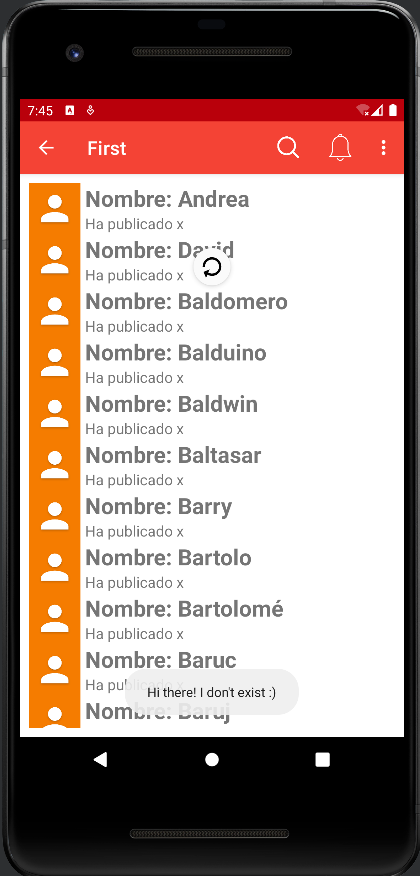 7:45
First
Nombre: Andrea
Ha publicado x
Nombre: David
Ha publicado x
Nombre: Baldomero
Ha publicado x
Nombre: Balduino
Ha publicado x
Nombre: Baldwin
Ha publicado x
Nombre: Baltasar
Ha publicado x
Nombre: Barry
Ha publicado x
Nombre: Bartolo
Ha publicado x
Nombre: Bartolomé
Ha publicado x
Nombre: Baruc
Ha publicado x
Hi there! I don't exist :)
Nombre: Baruj